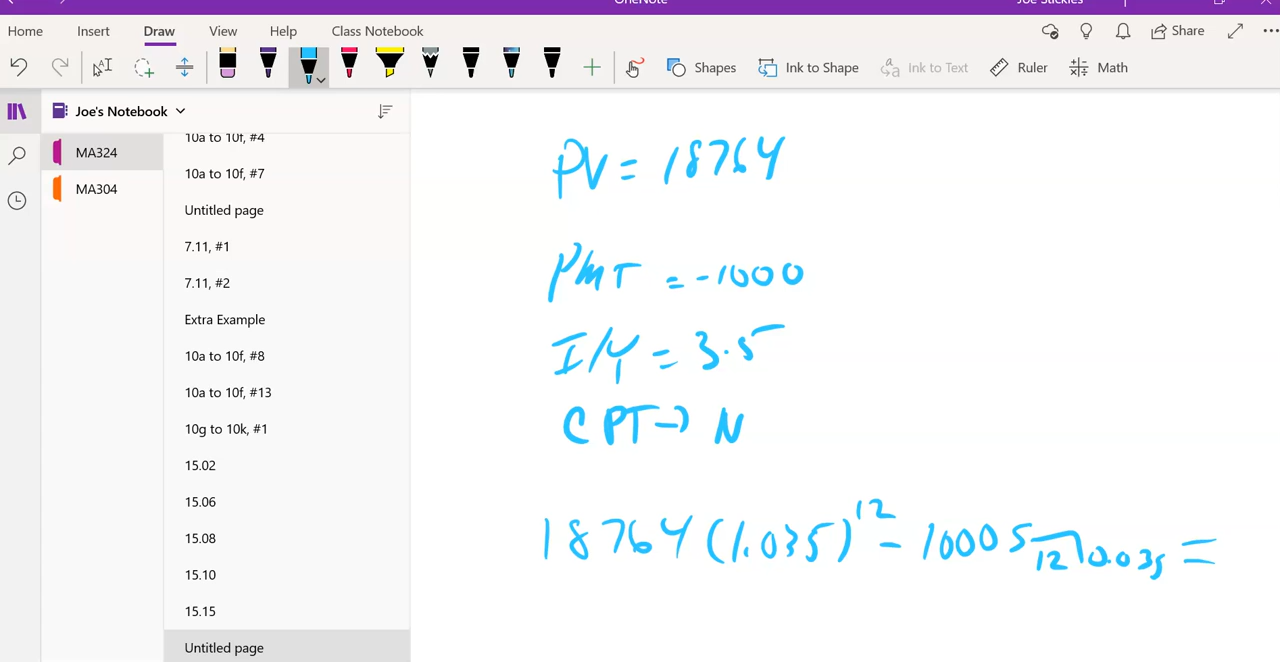 OneNote
Joe Stickles
Home Insert Draw View Help Class Notebook Share
Shapes Ink to Shape Ink to Text Ruler Math
Joe's Notebook
MA324
MA304
10a to 10f, #4
10a to 10f, #7
Untitled page
7.11, #1
7.11, #2
Extra Example
10a to 10f, #8
10a to 10f, #13
10g to 10k, #1
15.02
15.06
15.08
15.10
15.15
Untitled page
PV = 18764
PMT = -1000
I/Y = 3.5
CPT → N
18764(1.035)^12 - 1000 s_12⌉0.035 =